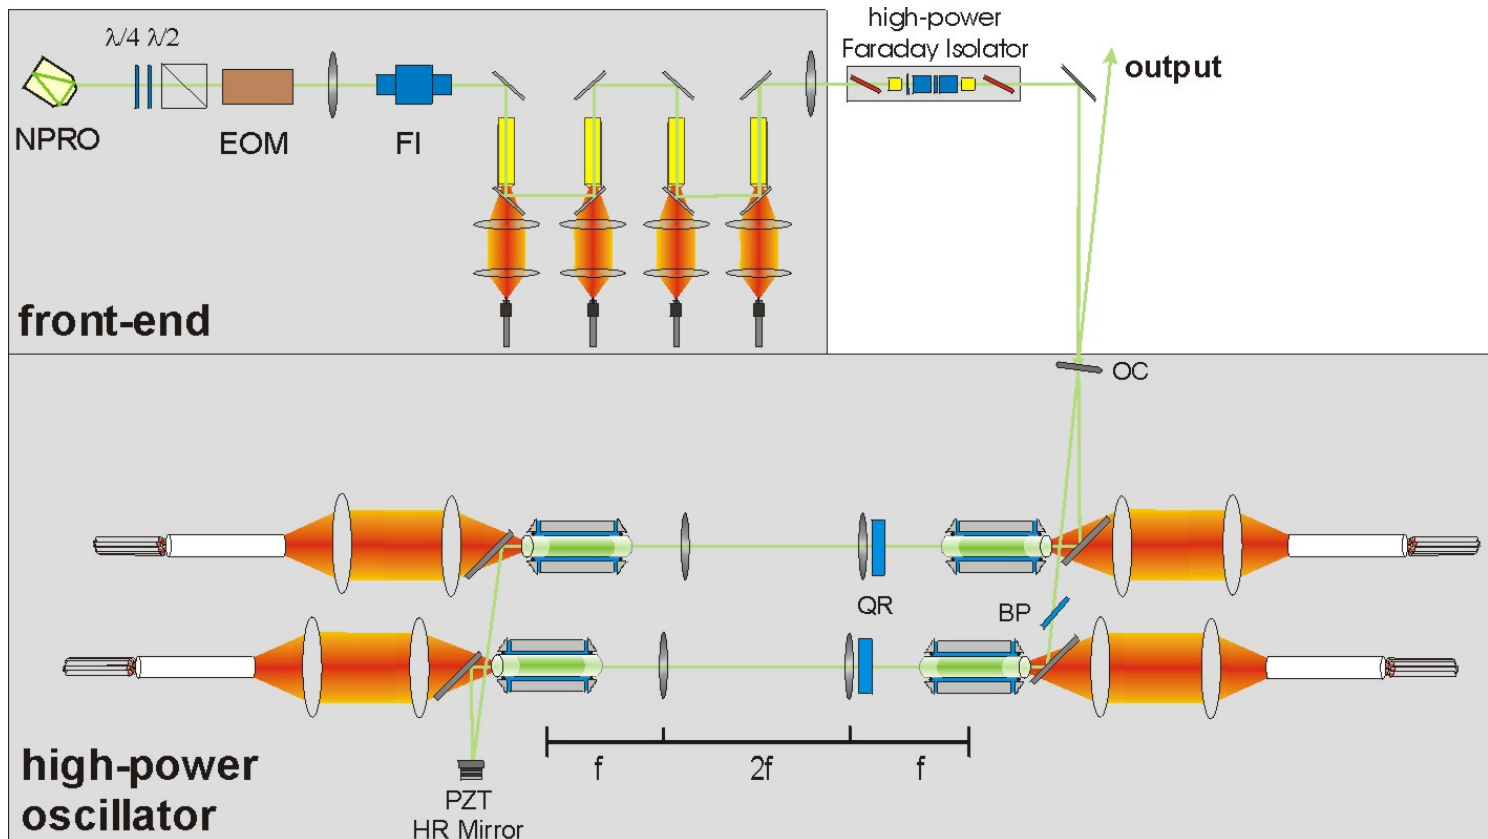 high-power
Faraday Isolator
λ/4 λ/2
output
NPRO
EOM
FI
front-end
OC
QR
BP
f
2f
f
high-power
oscillator
PZT
HR Mirror